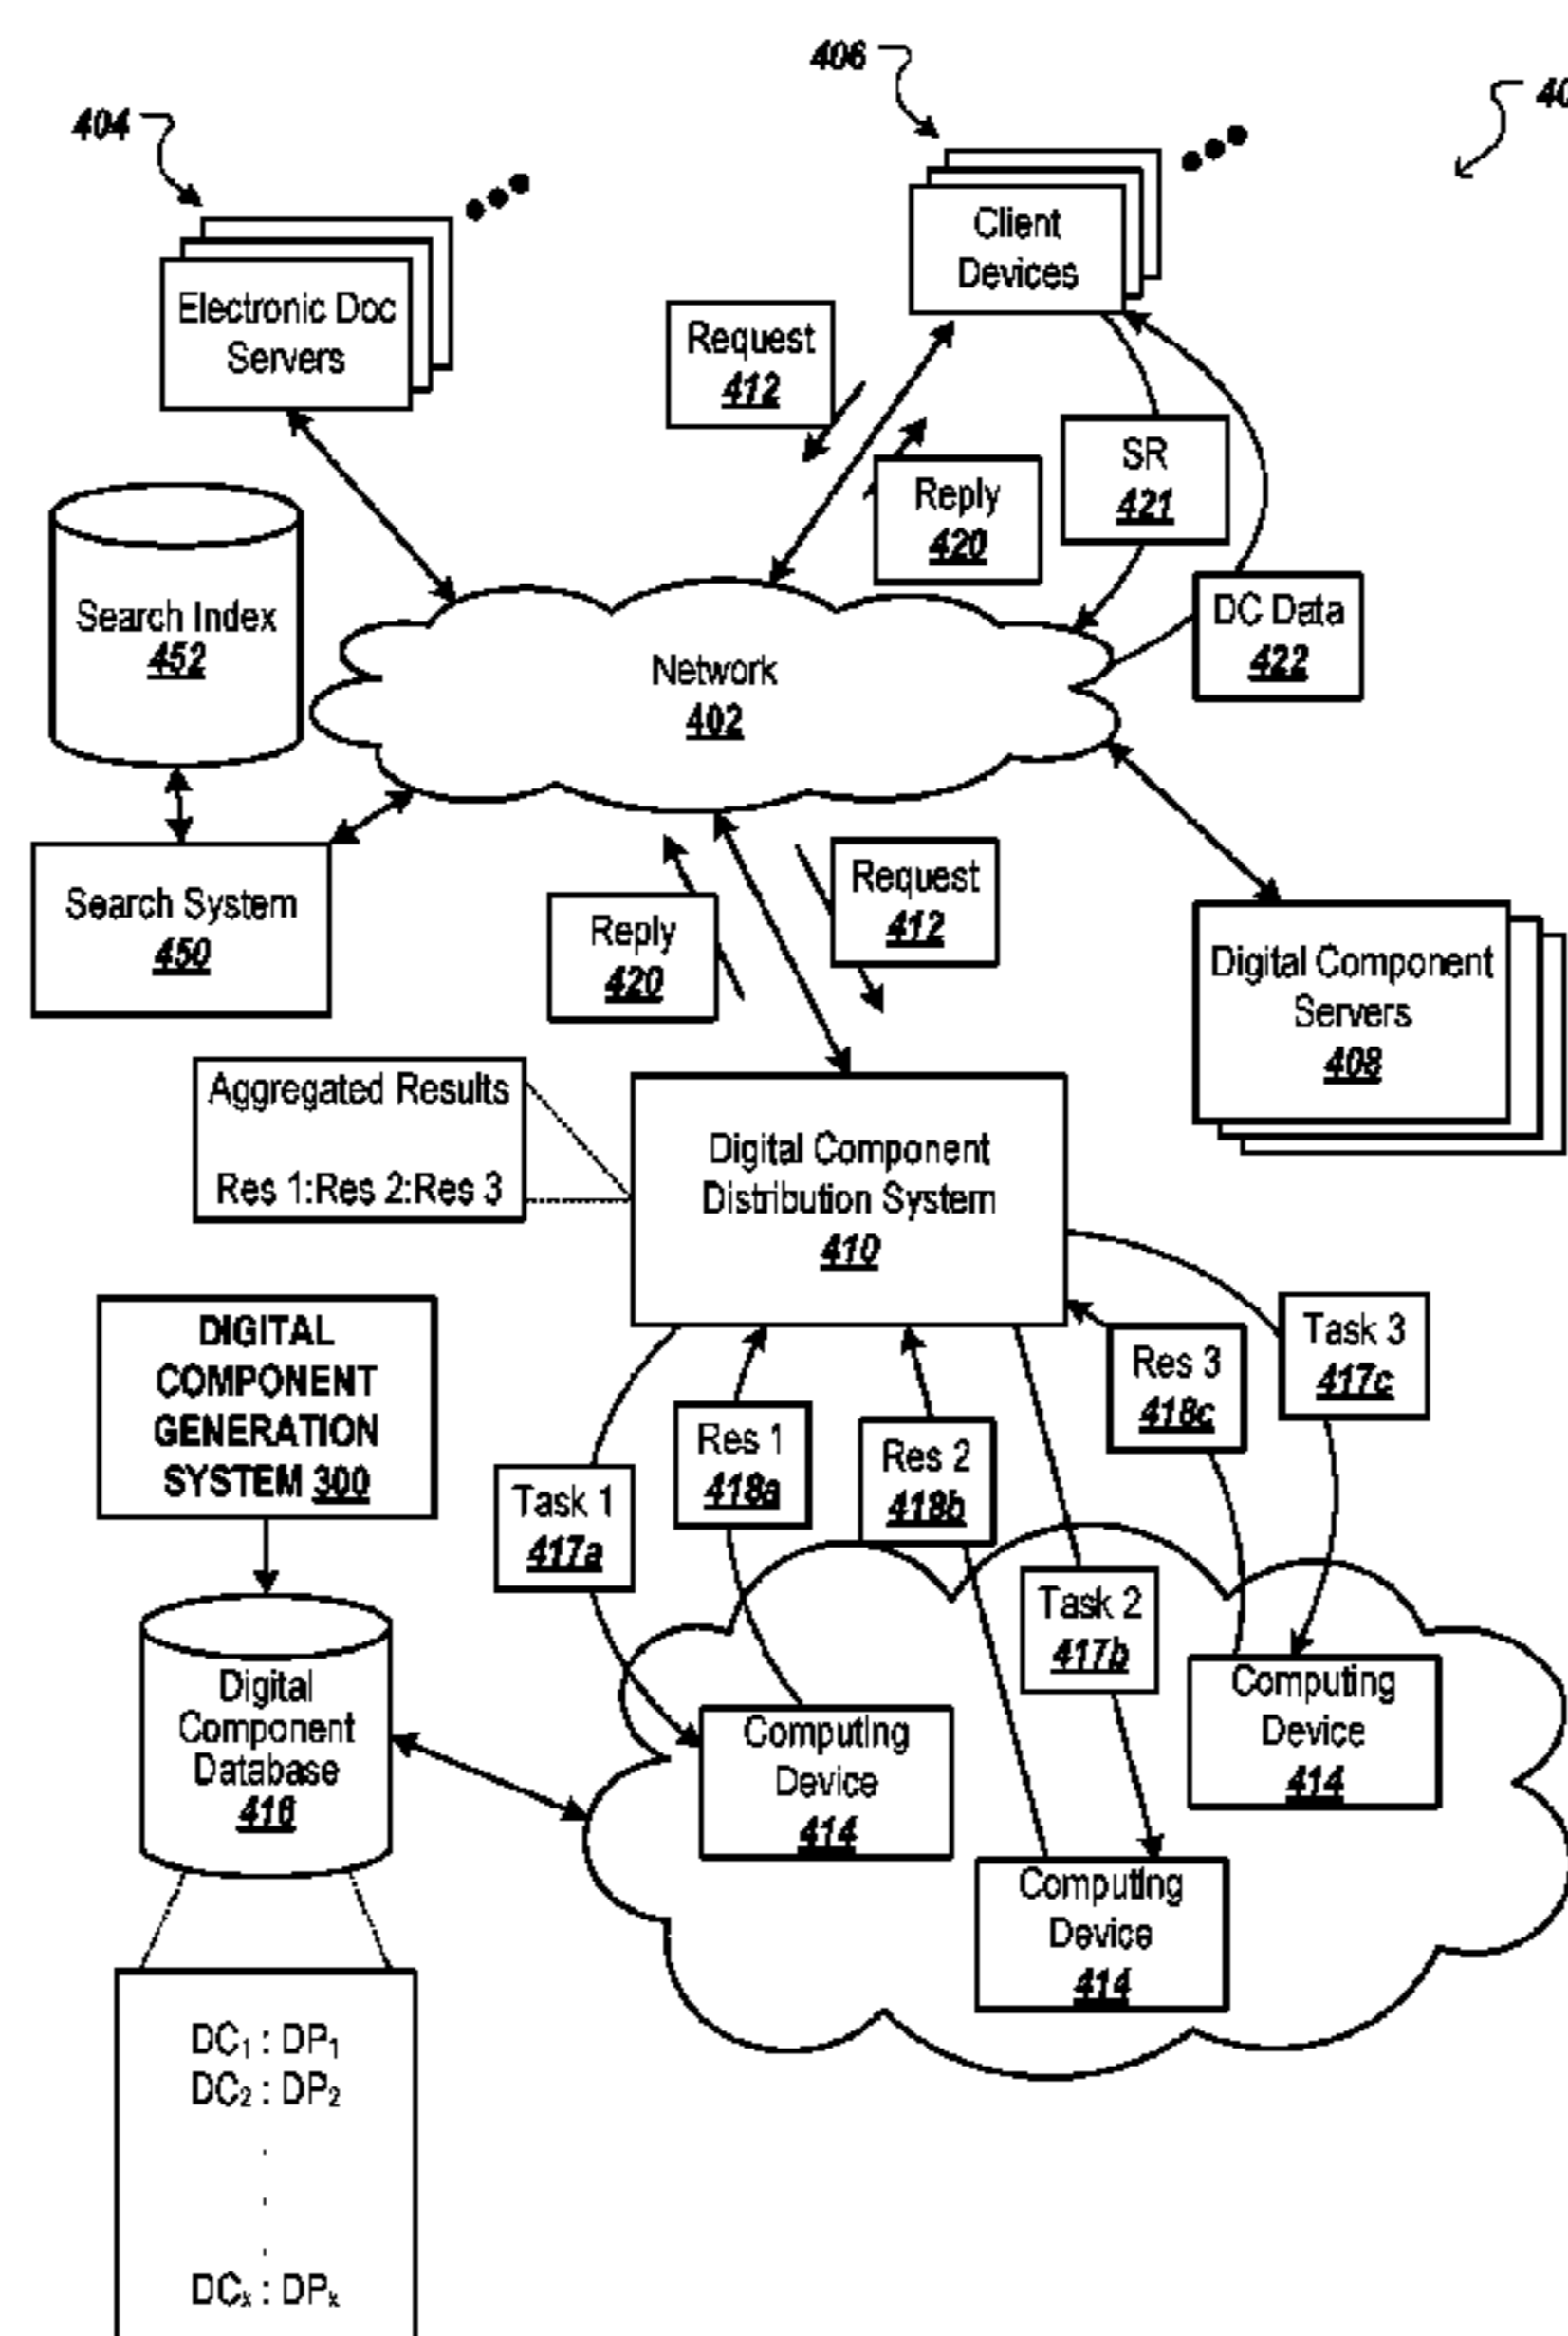 406
404
Client
Devices
Electronic Doc
Servers
Request
412
SR
421
Reply
420
Search Index
452
DC Data
422
Network
402
Search System
450
Request
412
Reply
420
Digital Component
Servers
408
Aggregated Results
Res 1:Res 2:Res 3
Digital Component
Distribution System
410
DIGITAL
COMPONENT
GENERATION
SYSTEM 300
Task 3
417c
Res 3
418c
Res 1
418a
Res 2
418b
Task 1
417a
Task 2
417b
Digital
Component
Database
416
Computing
Device
414
Computing
Device
414
Computing
Device
414
DC₁ : DP₁
DC₂ : DP₂
.
.
.
DCₓ : DPₓ